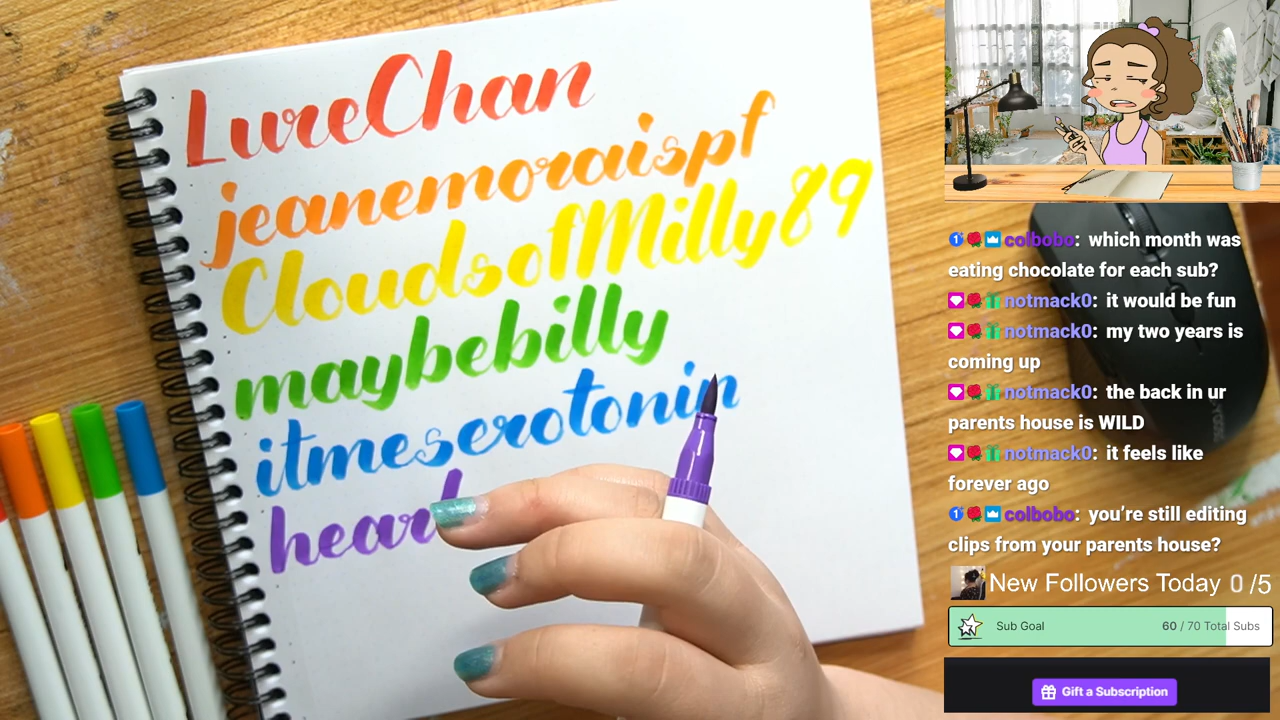 LureChan
jeanemoraispf
CloudsofMilly89
maybebilly
itmeserotonin
colbobo: which month was
eating chocolate for each sub?
notmack0: it would be fun
notmack0: my two years is
coming up
notmack0: the back in ur
parents house is WILD
notmack0: it feels like
forever ago
colbobo: you’re still editing
clips from your parents house?
New Followers Today 0 /5
Sub Goal 60 / 70 Total Subs
Gift a Subscription